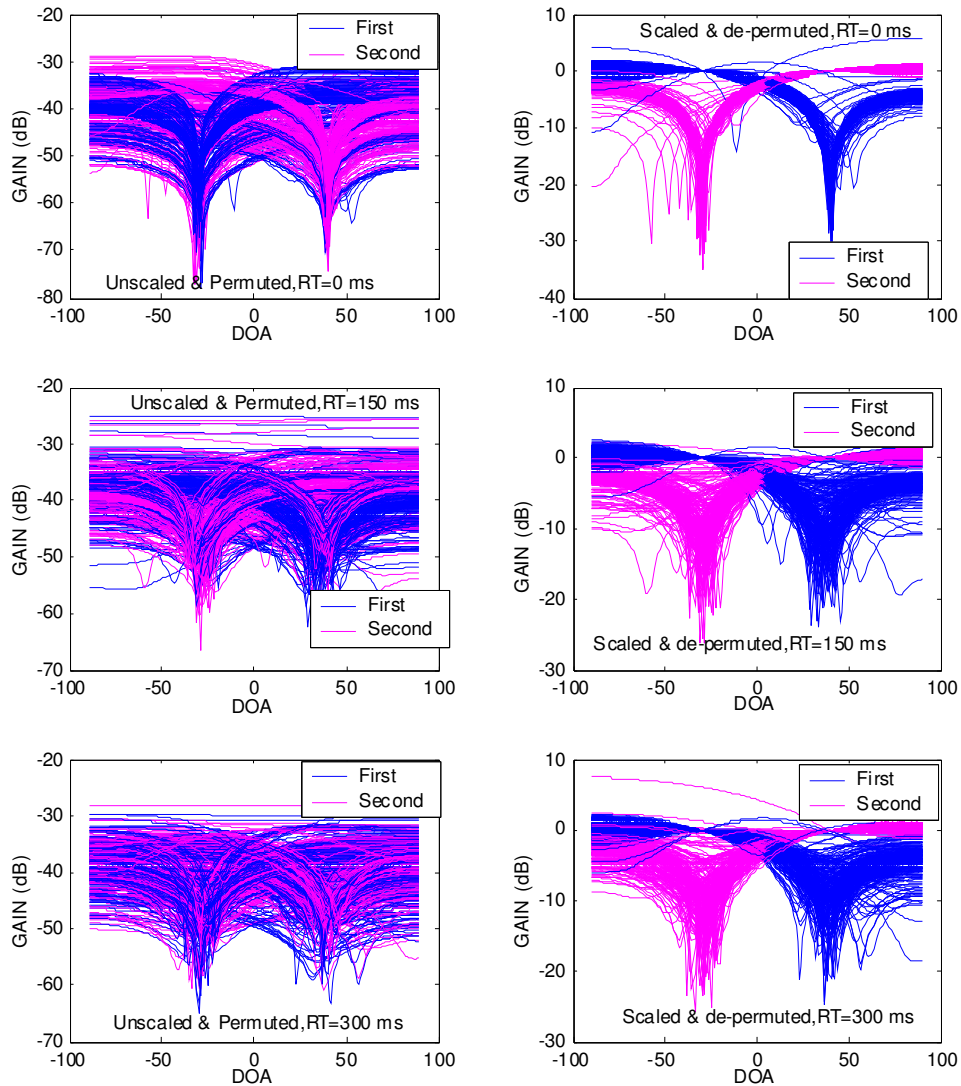 -20
-30
-40
-50
-60
-70
-80
GAIN (dB)
First
Second
Unscaled & Permuted,RT=0 ms
-100 -50 0 50 100
DOA
10
0
-10
-20
-30
-40
GAIN (dB)
Scaled & de-permuted,RT=0 ms
First
Second
-100 -50 0 50 100
DOA
-20
-30
-40
-50
-60
-70
GAIN (dB)
Unscaled & Permuted,RT=150 ms
First
Second
-100 -50 0 50 100
DOA
10
0
-10
-20
-30
GAIN (dB)
First
Second
Scaled & de-permuted,RT=150 ms
-100 -50 0 50 100
DOA
-20
-30
-40
-50
-60
-70
GAIN (dB)
First
Second
Unscaled & Permuted,RT=300 ms
-100 -50 0 50 100
DOA
10
0
-10
-20
-30
GAIN (dB)
First
Second
Scaled & de-permuted,RT=300 ms
-100 -50 0 50 100
DOA